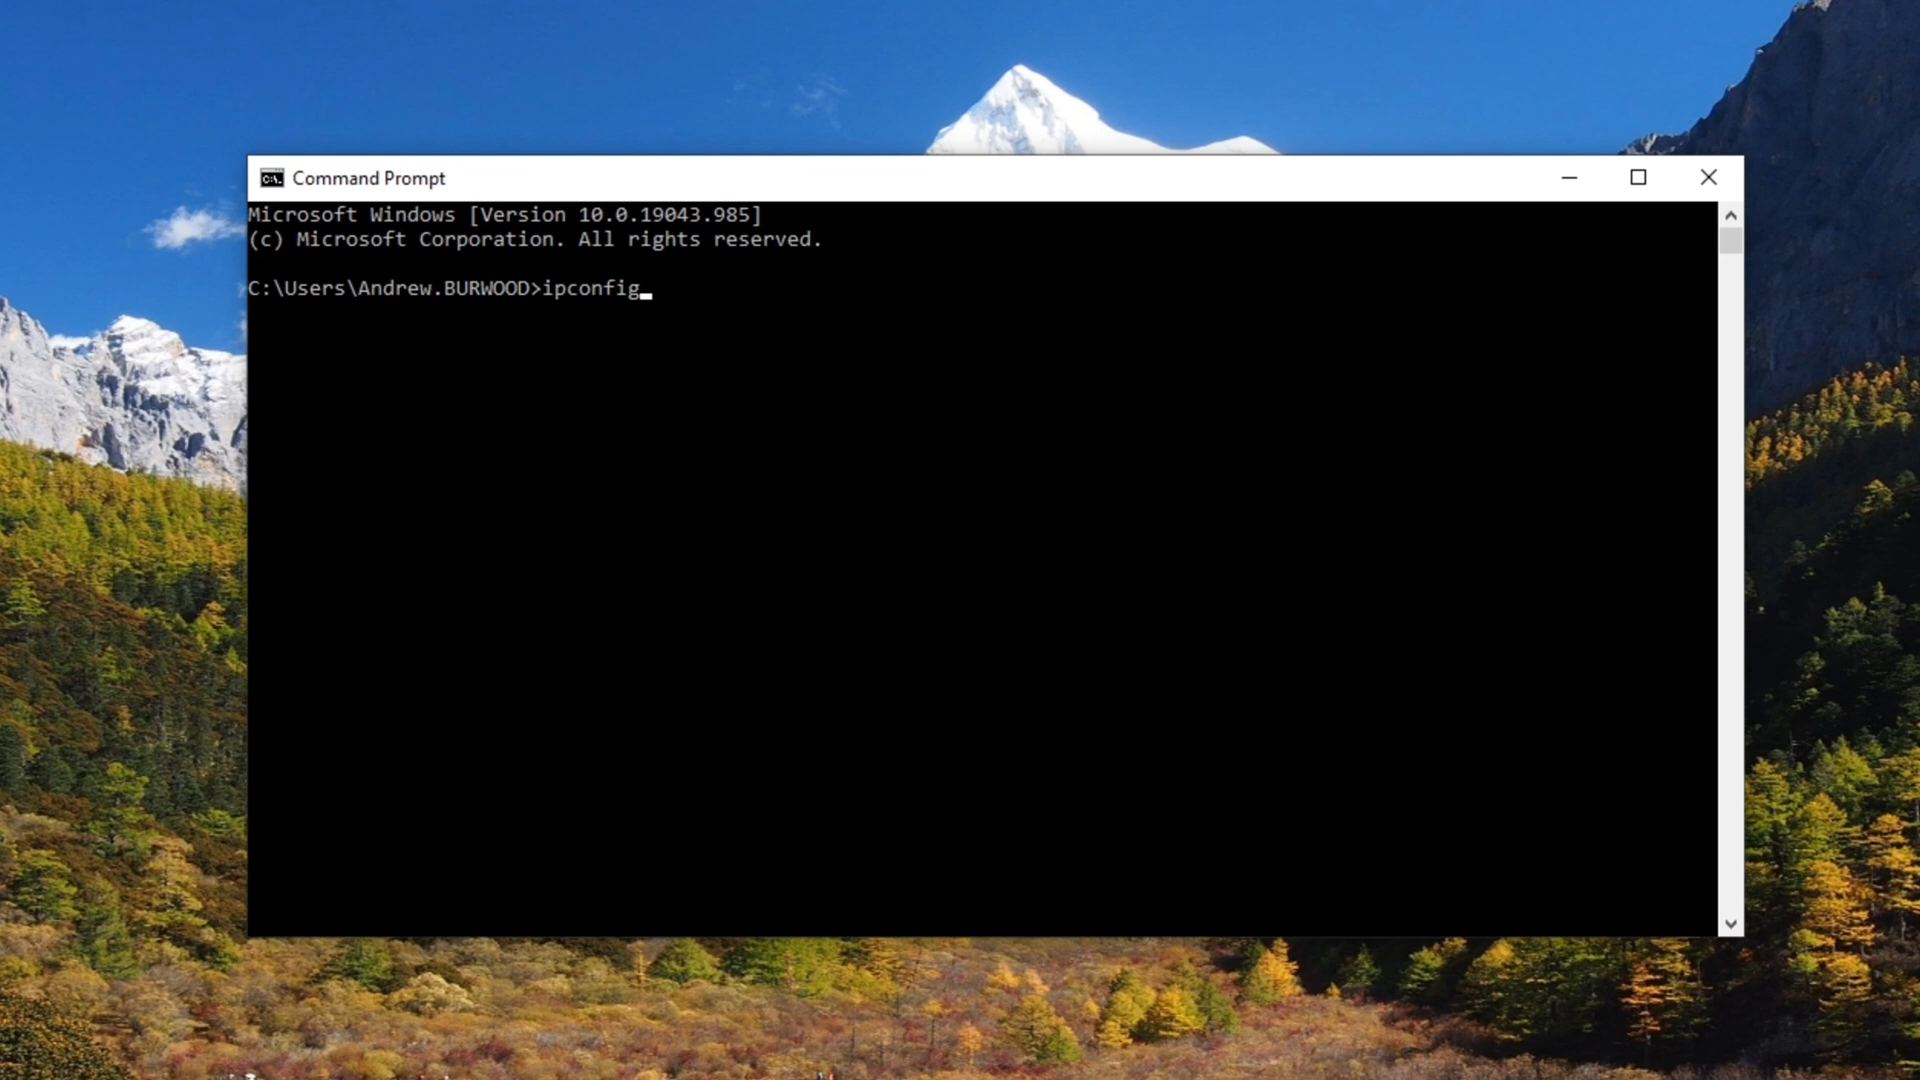 Command Prompt
Microsoft Windows [Version 10.0.19043.985]
(c) Microsoft Corporation. All rights reserved.
C:\Users\Andrew.BURWOOD>ipconfig